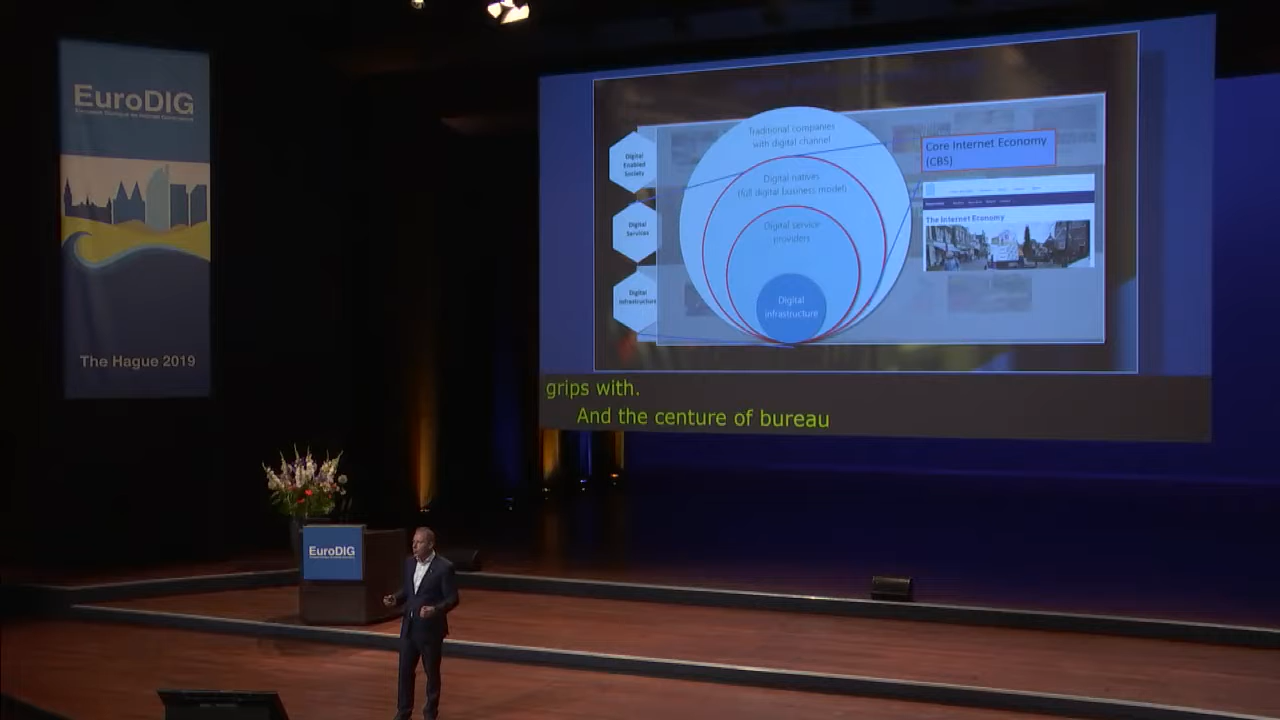 EuroDIG
The Hague 2019
Traditional companies
with digital channel
Digital natives
(full digital business model)
Digital service
providers
Digital
infrastructure
Digital
Enabled
Society
Digital
Services
Digital
Infrastructure
Core Internet Economy
(CBS)
The Internet Economy
grips with.
And the centure of bureau
EuroDIG